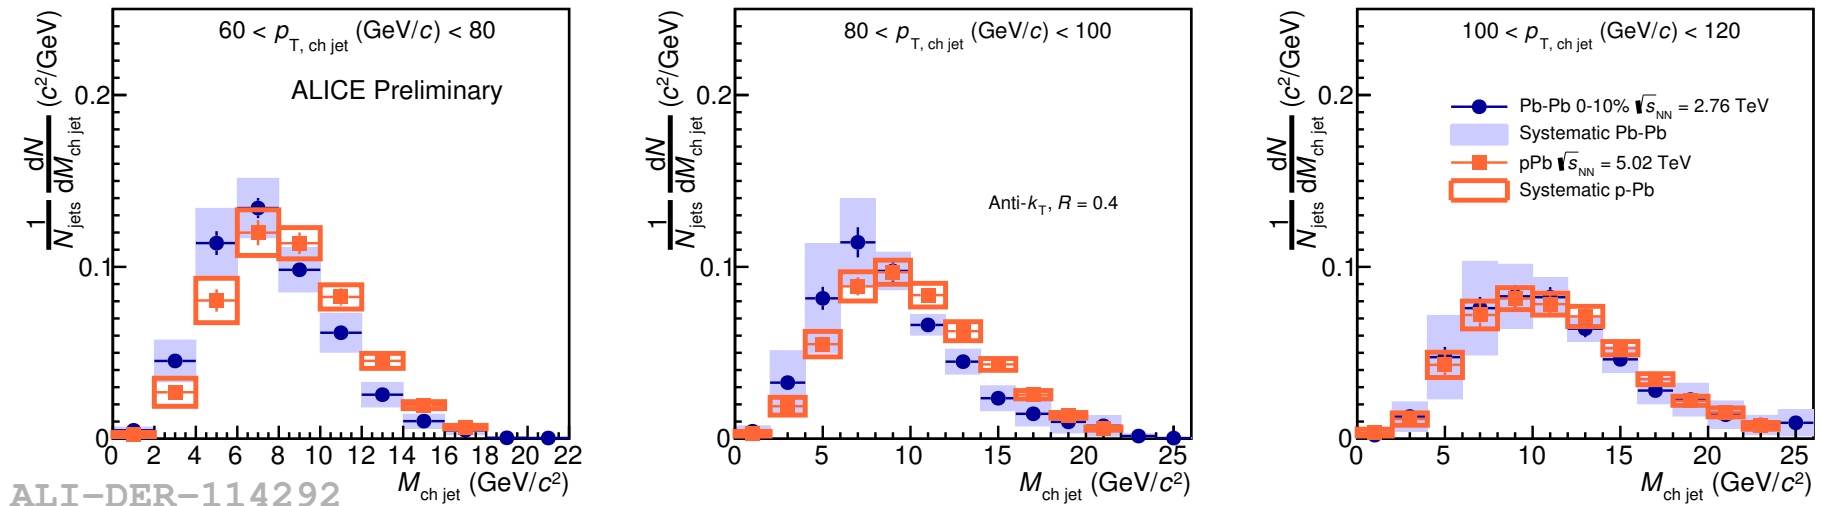 60 < p_T, ch jet (GeV/c) < 80
ALICE Preliminary
1/N_jets dN/dM_ch jet (c²/GeV)
0.2
0.1
0
0 2 4 6 8 10 12 14 16 18 20 22
M_ch jet (GeV/c²)
80 < p_T, ch jet (GeV/c) < 100
Anti-k_T, R = 0.4
1/N_jets dN/dM_ch jet (c²/GeV)
0.2
0.1
0
0 5 10 15 20 25
M_ch jet (GeV/c²)
100 < p_T, ch jet (GeV/c) < 120
Pb-Pb 0-10% √s_NN = 2.76 TeV
Systematic Pb-Pb
pPb √s_NN = 5.02 TeV
Systematic p-Pb
1/N_jets dN/dM_ch jet (c²/GeV)
0.2
0.1
0
0 5 10 15 20 25
M_ch jet (GeV/c²)
ALI-DER-114292